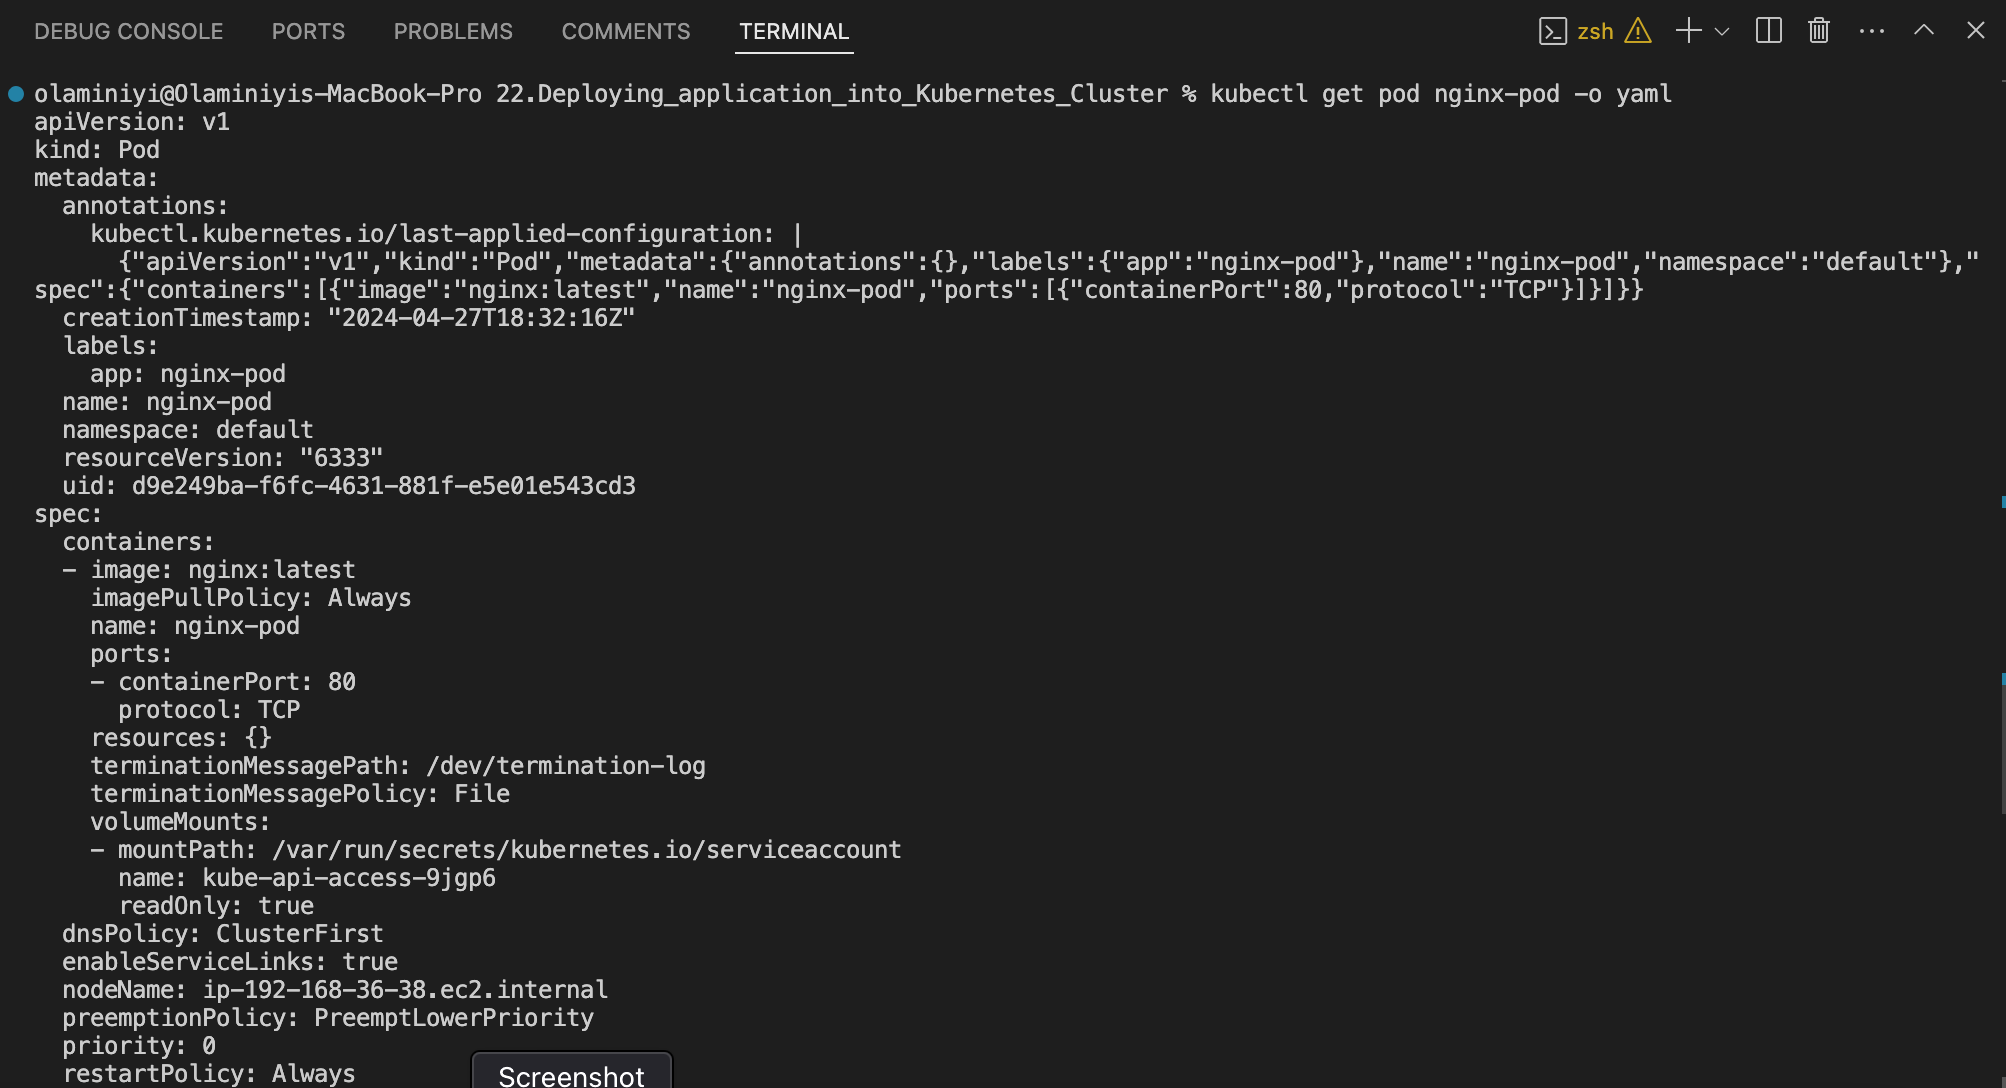 DEBUG CONSOLE PORTS PROBLEMS COMMENTS TERMINAL zsh
olaminiyi@Olaminiyis-MacBook-Pro 22.Deploying_application_into_Kubernetes_Cluster % kubectl get pod nginx-pod -o yaml
apiVersion: v1
kind: Pod
metadata:
  annotations:
    kubectl.kubernetes.io/last-applied-configuration: |
      {"apiVersion":"v1","kind":"Pod","metadata":{"annotations":{},"labels":{"app":"nginx-pod"},"name":"nginx-pod","namespace":"default"},"
spec":{"containers":[{"image":"nginx:latest","name":"nginx-pod","ports":[{"containerPort":80,"protocol":"TCP"}]}]}}
  creationTimestamp: "2024-04-27T18:32:16Z"
  labels:
    app: nginx-pod
  name: nginx-pod
  namespace: default
  resourceVersion: "6333"
  uid: d9e249ba-f6fc-4631-881f-e5e01e543cd3
spec:
  containers:
  - image: nginx:latest
    imagePullPolicy: Always
    name: nginx-pod
    ports:
    - containerPort: 80
      protocol: TCP
    resources: {}
    terminationMessagePath: /dev/termination-log
    terminationMessagePolicy: File
    volumeMounts:
    - mountPath: /var/run/secrets/kubernetes.io/serviceaccount
      name: kube-api-access-9jgp6
      readOnly: true
  dnsPolicy: ClusterFirst
  enableServiceLinks: true
  nodeName: ip-192-168-36-38.ec2.internal
  preemptionPolicy: PreemptLowerPriority
  priority: 0
  restartPolicy: Always
Screenshot